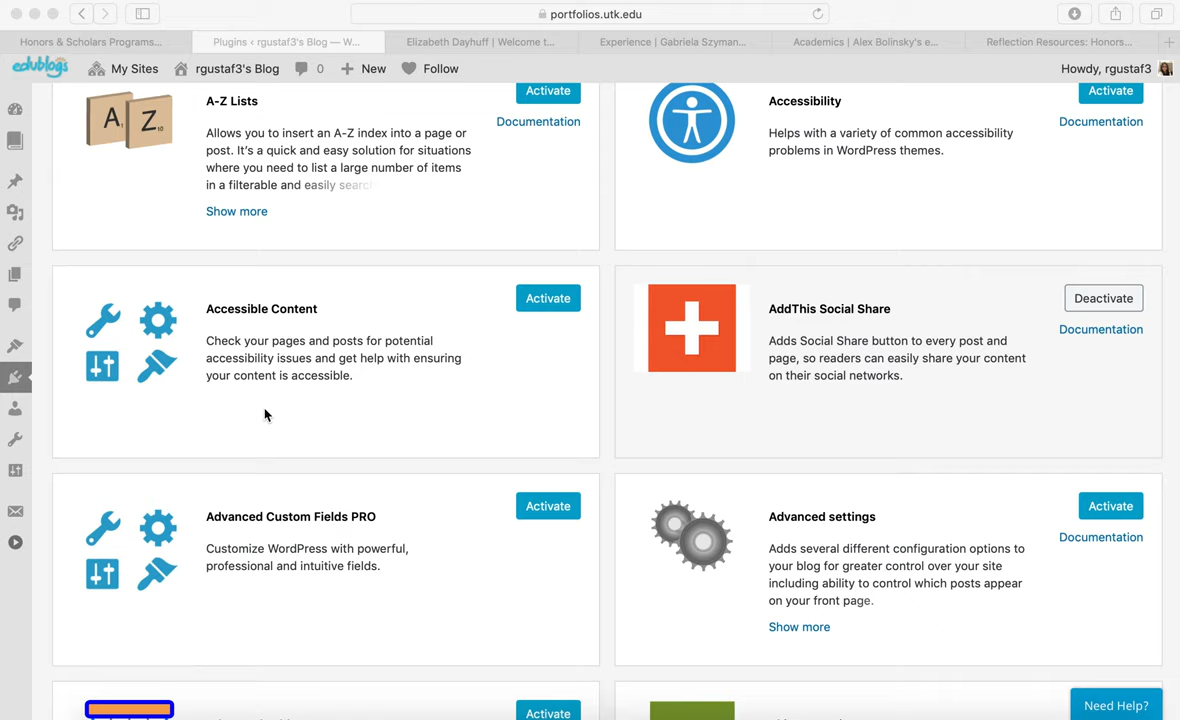 portfolios.utk.edu
Honors & Scholars Programs...
Plugins ‹ rgustaf3's Blog — W...
Elizabeth Dayhuff | Welcome t...
Experience | Gabriela Szyman...
Academics | Alex Bolinsky's e...
Reflection Resources: Honors...
edublogs
My Sites
rgustaf3's Blog
0
New
Follow
Howdy, rgustaf3
A Z
A-Z Lists
Activate
Documentation
Allows you to insert an A-Z index into a page or
post. It's a quick and easy solution for situations
where you need to list a large number of items
in a filterable and easily search
Show more
Accessibility
Activate
Documentation
Helps with a variety of common accessibility
problems in WordPress themes.
Accessible Content
Activate
Check your pages and posts for potential
accessibility issues and get help with ensuring
your content is accessible.
AddThis Social Share
Deactivate
Documentation
Adds Social Share button to every post and
page, so readers can easily share your content
on their social networks.
Advanced Custom Fields PRO
Activate
Customize WordPress with powerful,
professional and intuitive fields.
Advanced settings
Activate
Documentation
Adds several different configuration options to
your blog for greater control over your site
including ability to control which posts appear
on your front page.
Show more
Activate
Need Help?